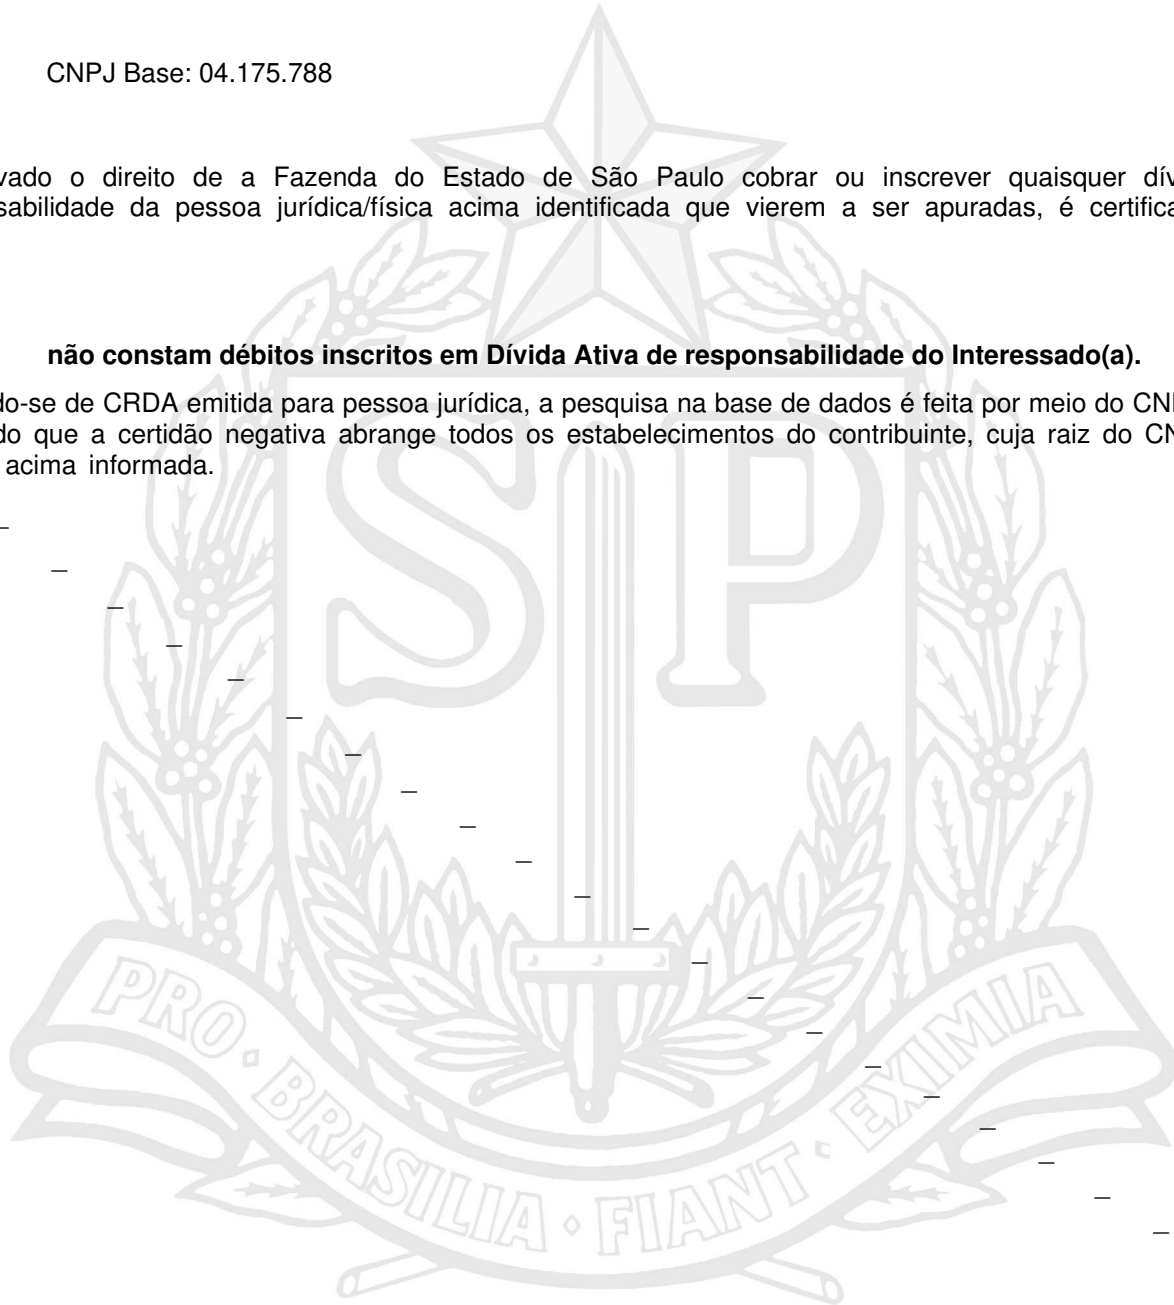 CNPJ Base: 04.175.788
vado o direito de a Fazenda do Estado de São Paulo cobrar ou inscrever quaisquer dív
sabilidade da pessoa jurídica/física acima identificada que vierem a ser apuradas, é certifica
não constam débitos inscritos em Dívida Ativa de responsabilidade do Interessado(a).
do-se de CRDA emitida para pessoa jurídica, a pesquisa na base de dados é feita por meio do CN
do que a certidão negativa abrange todos os estabelecimentos do contribuinte, cuja raiz do CN
acima informada.
SP
PRO • BRASILIA • FIANT • EXIMIA